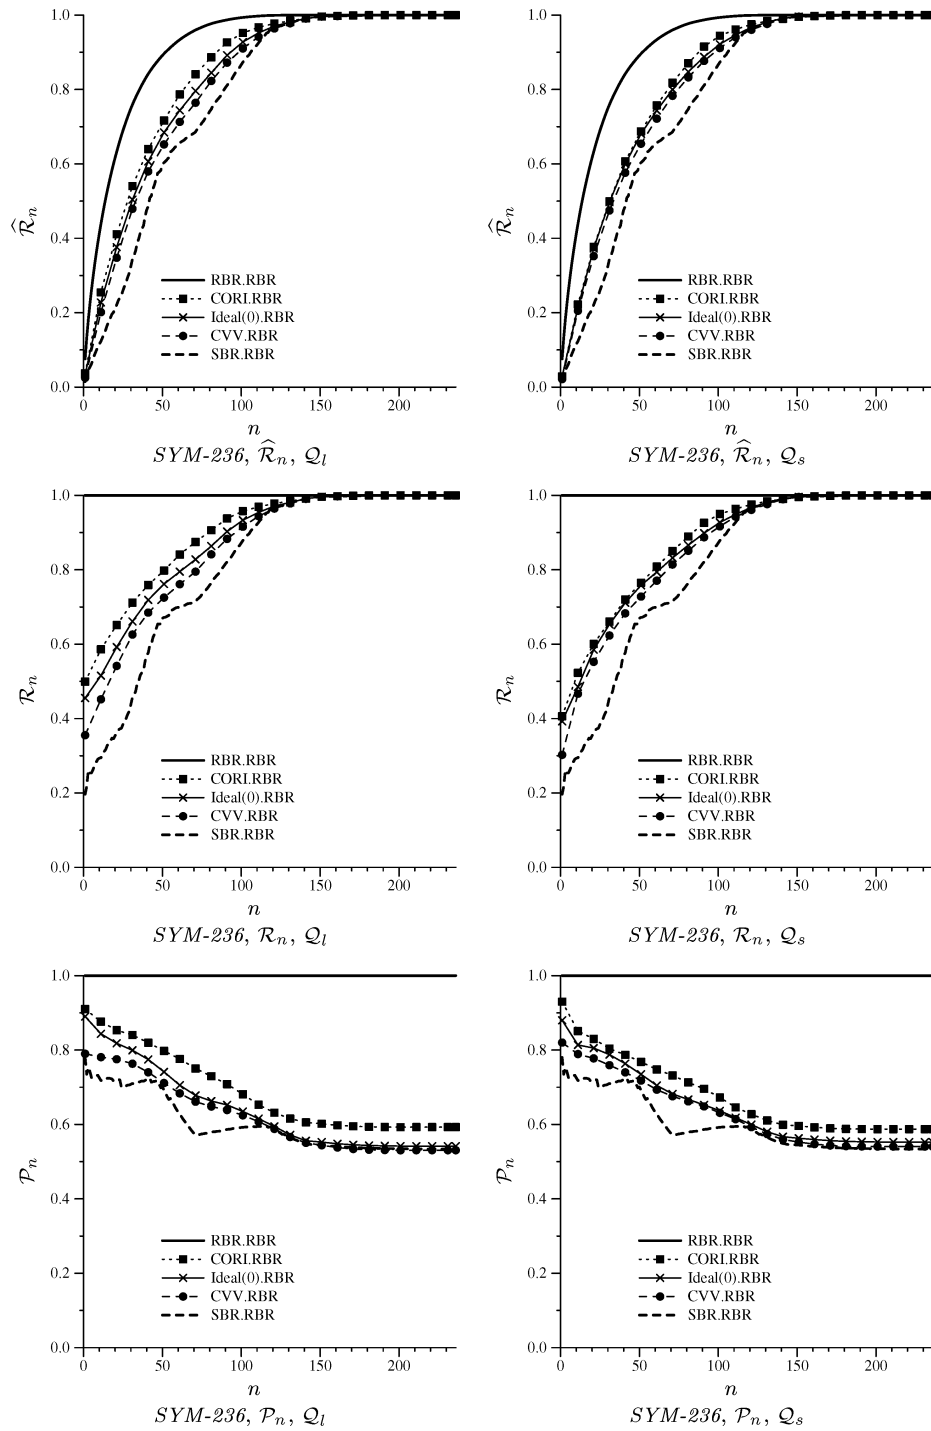 1.0
0.8
0.6
0.4
0.2
0.0
R̂n
RBR.RBR
CORI.RBR
Ideal(0).RBR
CVV.RBR
SBR.RBR
0 50 100 150 200
n
SYM-236, R̂n, Ql
1.0
0.8
0.6
0.4
0.2
0.0
R̂n
RBR.RBR
CORI.RBR
Ideal(0).RBR
CVV.RBR
SBR.RBR
0 50 100 150 200
n
SYM-236, R̂n, Qs
1.0
0.8
0.6
0.4
0.2
0.0
Rn
RBR.RBR
CORI.RBR
Ideal(0).RBR
CVV.RBR
SBR.RBR
0 50 100 150 200
n
SYM-236, Rn, Ql
1.0
0.8
0.6
0.4
0.2
0.0
Rn
RBR.RBR
CORI.RBR
Ideal(0).RBR
CVV.RBR
SBR.RBR
0 50 100 150 200
n
SYM-236, Rn, Qs
1.0
0.8
0.6
0.4
0.2
0.0
Pn
RBR.RBR
CORI.RBR
Ideal(0).RBR
CVV.RBR
SBR.RBR
0 50 100 150 200
n
SYM-236, Pn, Ql
1.0
0.8
0.6
0.4
0.2
0.0
Pn
RBR.RBR
CORI.RBR
Ideal(0).RBR
CVV.RBR
SBR.RBR
0 50 100 150 200
n
SYM-236, Pn, Qs